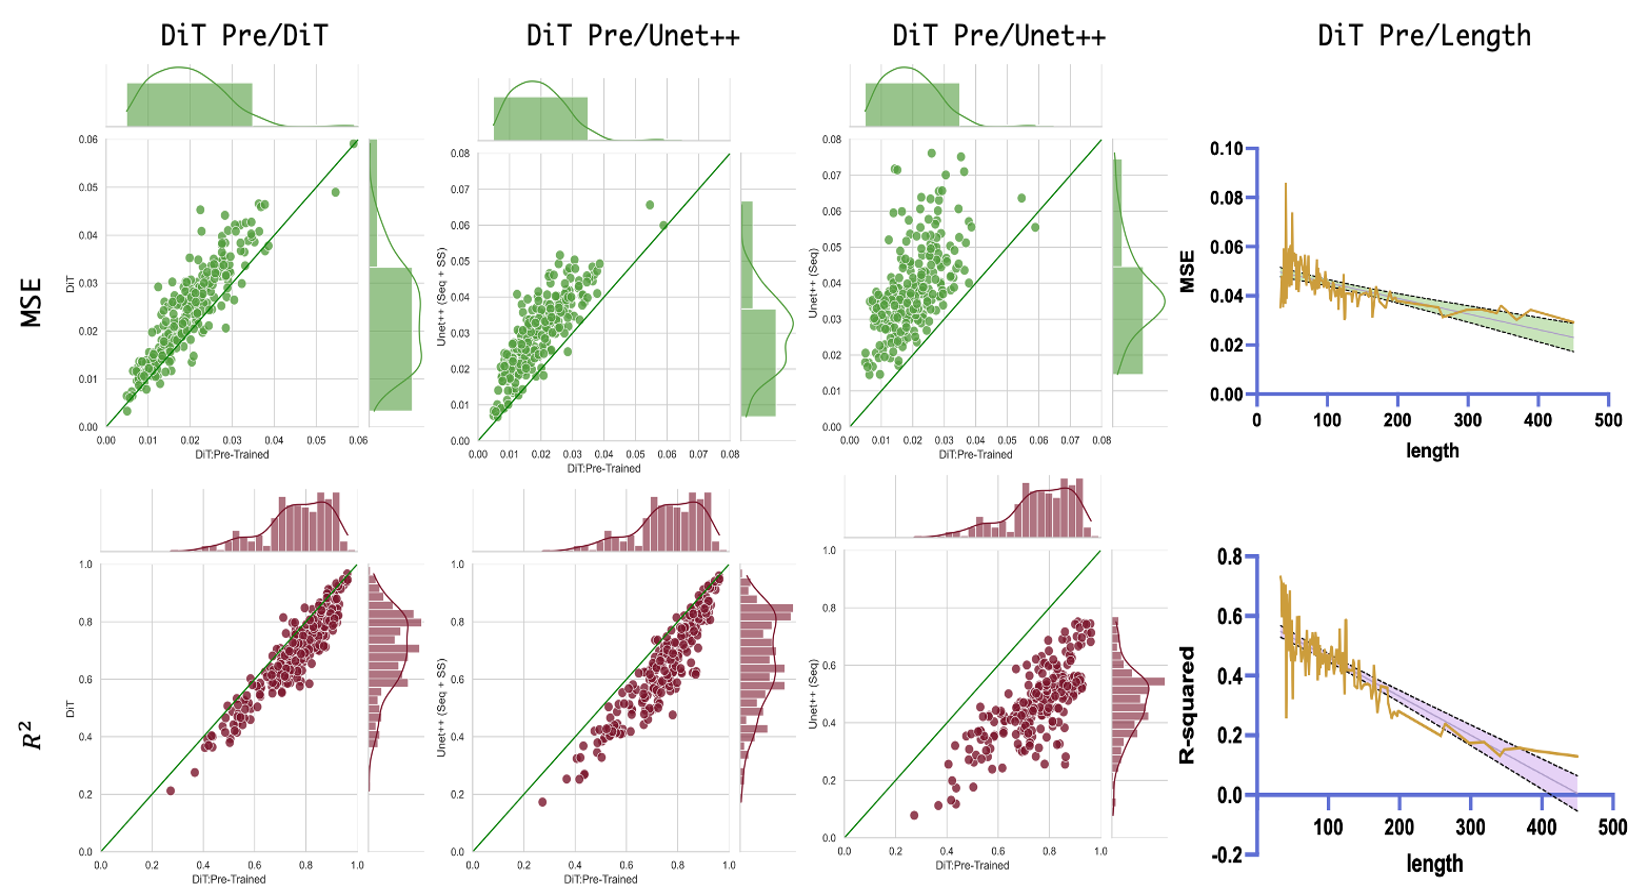 DiT Pre/DiT
DiT Pre/Unet++
DiT Pre/Unet++
DiT Pre/Length
MSE
DiT
0.06
0.05
0.04
0.03
0.02
0.01
0.00
0.00 0.01 0.02 0.03 0.04 0.05 0.06
DiT:Pre-Trained
Unet++ (Seq + SS)
0.08
0.07
0.06
0.05
0.04
0.03
0.02
0.01
0.00
0.00 0.01 0.02 0.03 0.04 0.05 0.06 0.07 0.08
DiT:Pre-Trained
Unet++ (Seq)
0.08
0.07
0.06
0.05
0.04
0.03
0.02
0.01
0.00
0.00 0.01 0.02 0.03 0.04 0.05 0.06 0.07 0.08
DiT:Pre-Trained
MSE
0.10
0.08
0.06
0.04
0.02
0.00
0 100 200 300 400 500
length
R²
DiT
1.0
0.8
0.6
0.4
0.2
0.0
0.0 0.2 0.4 0.6 0.8 1.0
DiT:Pre-Trained
Unet++ (Seq + SS)
1.0
0.8
0.6
0.4
0.2
0.0
0.0 0.2 0.4 0.6 0.8 1.0
DiT:Pre-Trained
Unet++ (Seq)
1.0
0.8
0.6
0.4
0.2
0.0
0.0 0.2 0.4 0.6 0.8 1.0
DiT:Pre-Trained
R-squared
0.8
0.6
0.4
0.2
0.0
-0.2
100 200 300 400 500
length